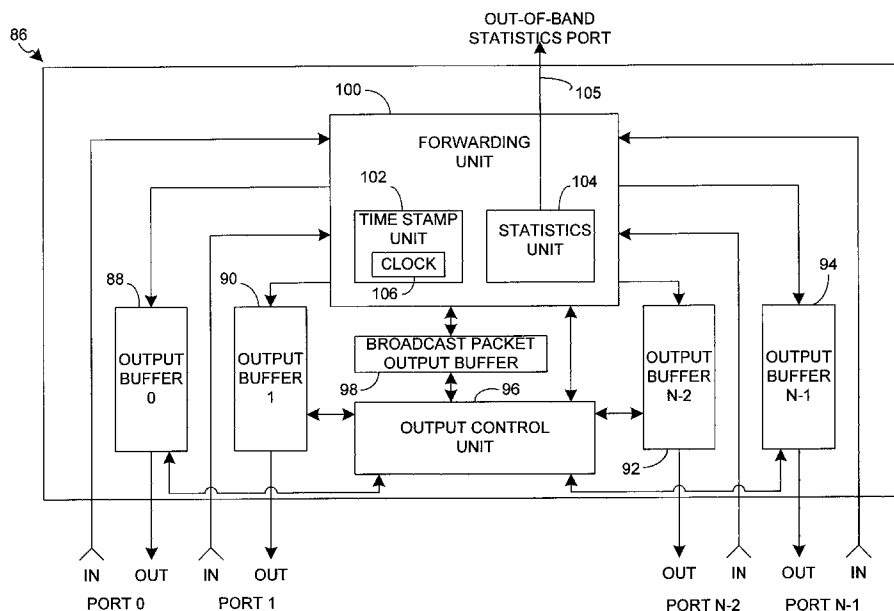 OUT-OF-BAND
STATISTICS PORT
86
105
100
FORWARDING
UNIT
102
104
TIME STAMP
UNIT
STATISTICS
UNIT
CLOCK
106
88
90
94
OUTPUT
BUFFER
0
OUTPUT
BUFFER
1
BROADCAST PACKET
OUTPUT BUFFER
98
96
OUTPUT CONTROL
UNIT
OUTPUT
BUFFER
N-2
OUTPUT
BUFFER
N-1
92
IN OUT IN OUT OUT IN OUT IN
PORT 0 PORT 1 PORT N-2 PORT N-1